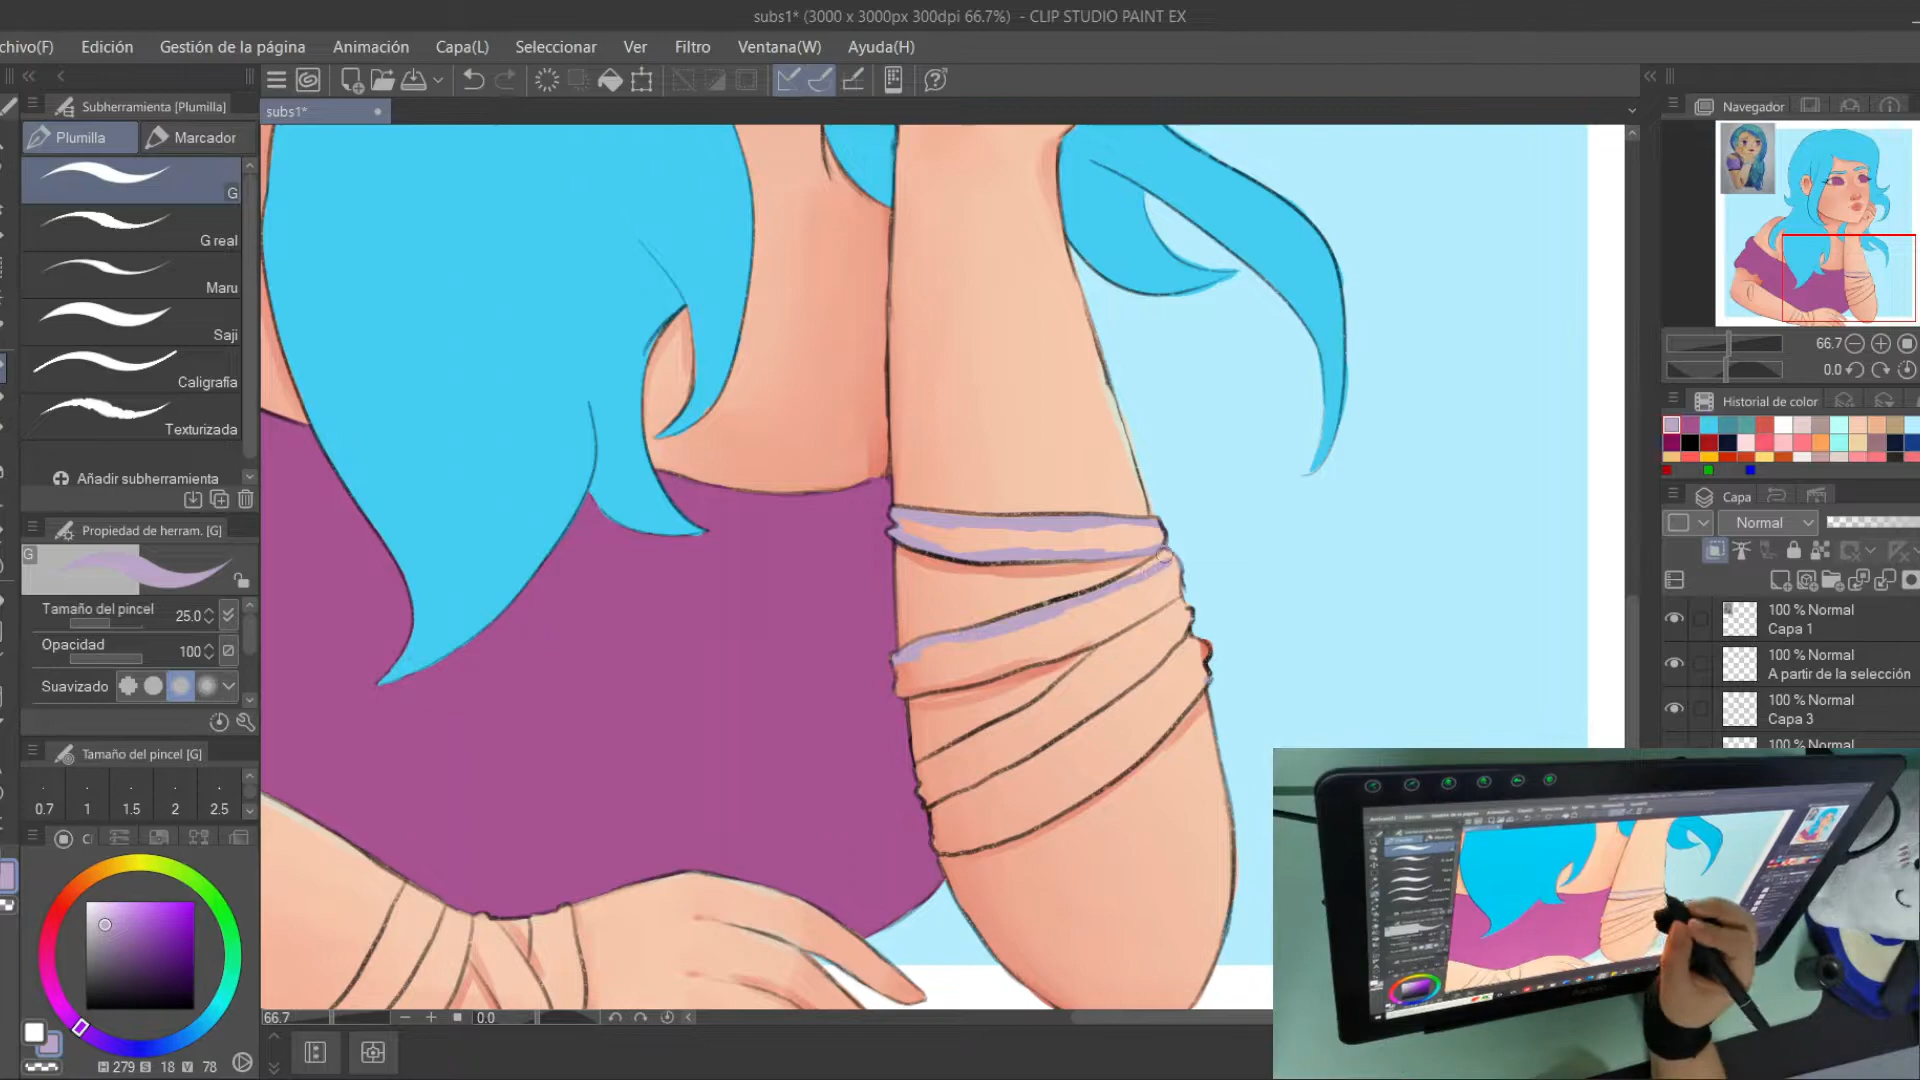 subs1* (3000 x 3000px 300dpi 66.7%) - CLIP STUDIO PAINT EX
chivo(F) Edición Gestión de la página Animación Capa(L) Seleccionar Ver Filtro Ventana(W) Ayuda(H)
Subherramienta [Plumilla]
subs1*
Navegador
Plumilla Marcador
G
G real
Maru
Saji
Caligrafía
Texturizada
Añadir subherramienta
Propiedad de herram. [G]
G
Tamaño del pincel 25.0
Opacidad 100
Suavizado
Tamaño del pincel [G]
0.7 1 1.5 2 2.5
C
H 279 S 18 V 78
66.7 0.0
66.7
0.0
Historial de color
Capa
Normal
100 % Normal
Capa 1
100 % Normal
A partir de la selección
100 % Normal
Capa 3
100 % Normal